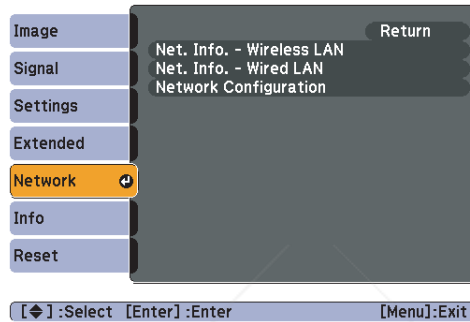 Image
Signal
Settings
Extended
Network
Info
Reset
Return
Net. Info. - Wireless LAN
Net. Info. - Wired LAN
Network Configuration
[◆] :Select [Enter] :Enter [Menu]:Exit